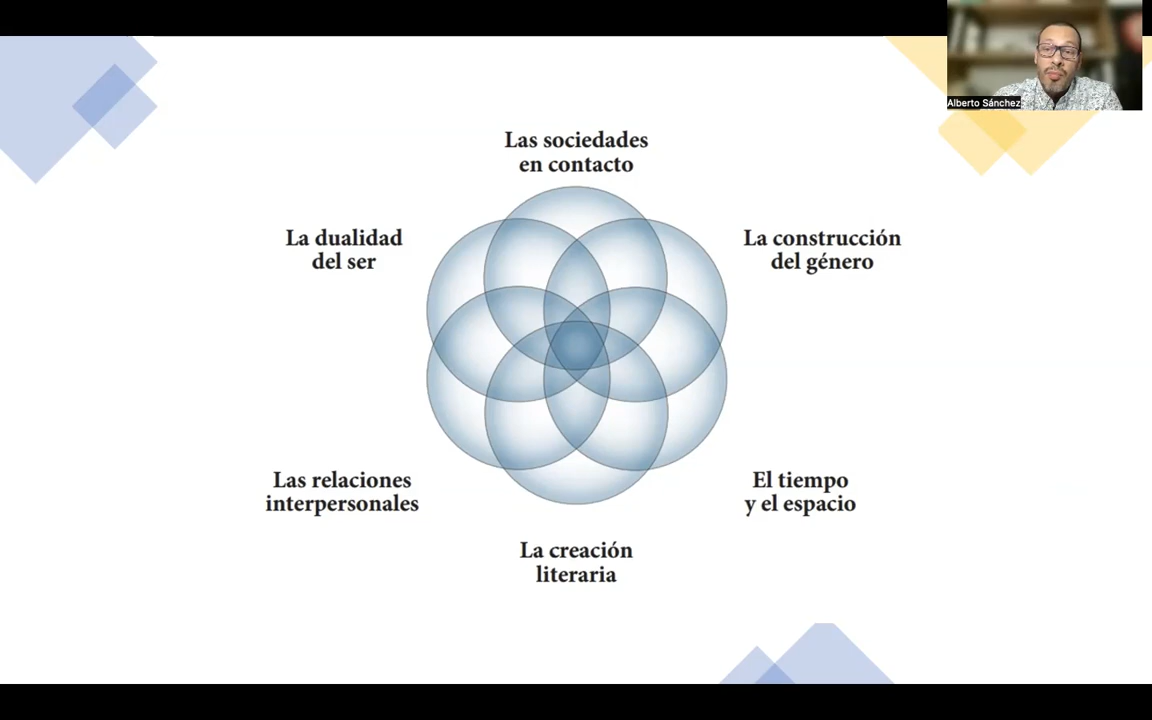 Alberto Sánchez
Las sociedades
en contacto
La dualidad
del ser
La construcción
del género
Las relaciones
interpersonales
El tiempo
y el espacio
La creación
literaria